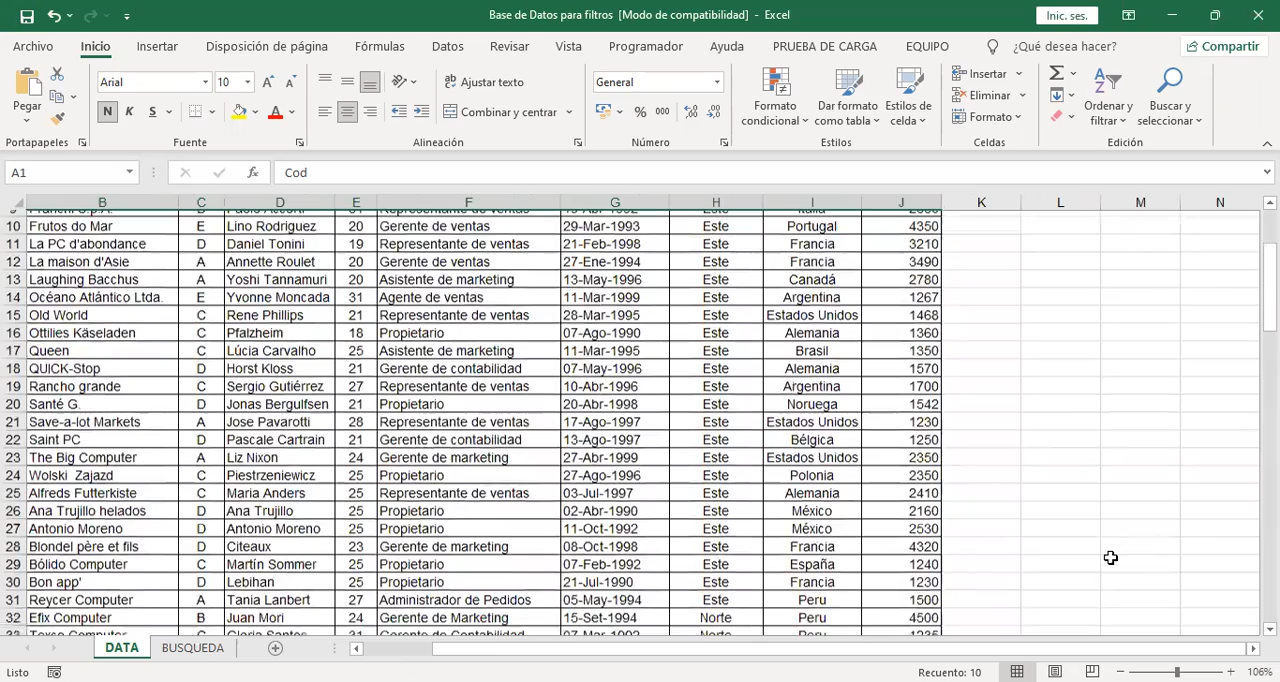 Base de Datos para filtros [Modo de compatibilidad] - Excel
Inic. ses.
Archivo Inicio Insertar Disposición de página Fórmulas Datos Revisar Vista Programador Ayuda PRUEBA DE CARGA EQUIPO ¿Qué desea hacer? Compartir
Pegar
Portapapeles
Arial 10
N K S
Fuente
Ajustar texto
Combinar y centrar
Alineación
General
% 000
Número
Formato condicional
Dar formato como tabla
Estilos de celda
Estilos
Insertar
Eliminar
Formato
Celdas
Ordenar y filtrar
Buscar y seleccionar
Edición
A1 Cod
B C D E F G H I J K L M N
10 Frutos do Mar E Lino Rodriguez 20 Gerente de ventas 29-Mar-1993 Este Portugal 4350
11 La PC d'abondance D Daniel Tonini 19 Representante de ventas 21-Feb-1998 Este Francia 3210
12 La maison d'Asie A Annette Roulet 20 Gerente de ventas 27-Ene-1994 Este Francia 3490
13 Laughing Bacchus A Yoshi Tannamuri 20 Asistente de marketing 13-May-1996 Este Canadá 2780
14 Océano Atlántico Ltda. E Yvonne Moncada 31 Agente de ventas 11-Mar-1999 Este Argentina 1267
15 Old World C Rene Phillips 21 Representante de ventas 28-Mar-1995 Este Estados Unidos 1468
16 Ottilies Käseladen C Pfalzheim 18 Propietario 07-Ago-1990 Este Alemania 1360
17 Queen C Lúcia Carvalho 25 Asistente de marketing 11-Mar-1995 Este Brasil 1350
18 QUICK-Stop D Horst Kloss 21 Gerente de contabilidad 07-May-1996 Este Alemania 1570
19 Rancho grande C Sergio Gutiérrez 27 Representante de ventas 10-Abr-1996 Este Argentina 1700
20 Santé G. D Jonas Bergulfsen 24 Propietario 20-Abr-1998 Este Noruega 1542
21 Save-a-lot Markets A Jose Pavarotti 28 Representante de ventas 17-Ago-1997 Este Estados Unidos 1230
22 Saint PC D Pascale Cartrain 21 Gerente de contabilidad 13-Ago-1997 Este Bélgica 1250
23 The Big Computer A Liz Nixon 24 Gerente de marketing 27-Abr-1999 Este Estados Unidos 2350
24 Wolski Zajazd C Piestrzeniewicz 25 Propietario 27-Ago-1996 Este Polonia 2350
25 Alfreds Futterkiste C Maria Anders 25 Representante de ventas 03-Jul-1997 Este Alemania 2410
26 Ana Trujillo helados D Ana Trujillo 25 Propietario 02-Abr-1990 Este México 2160
27 Antonio Moreno D Antonio Moreno 25 Propietario 11-Oct-1992 Este México 2530
28 Blondel père et fils D Citeaux 23 Gerente de marketing 08-Oct-1998 Este Francia 4320
29 Bólido Computer C Martín Sommer 25 Propietario 07-Feb-1992 Este España 1240
30 Bon app' D Lebihan 25 Propietario 21-Jul-1990 Este Francia 1230
31 Reycer Computer A Tania Lanbert 27 Administrador de Pedidos 05-May-1994 Este Peru 1500
32 Efix Computer B Juan Mori 24 Gerente de Marketing 15-Set-1994 Norte Peru 4500
DATA BUSQUEDA
Listo Recuento: 10 106%